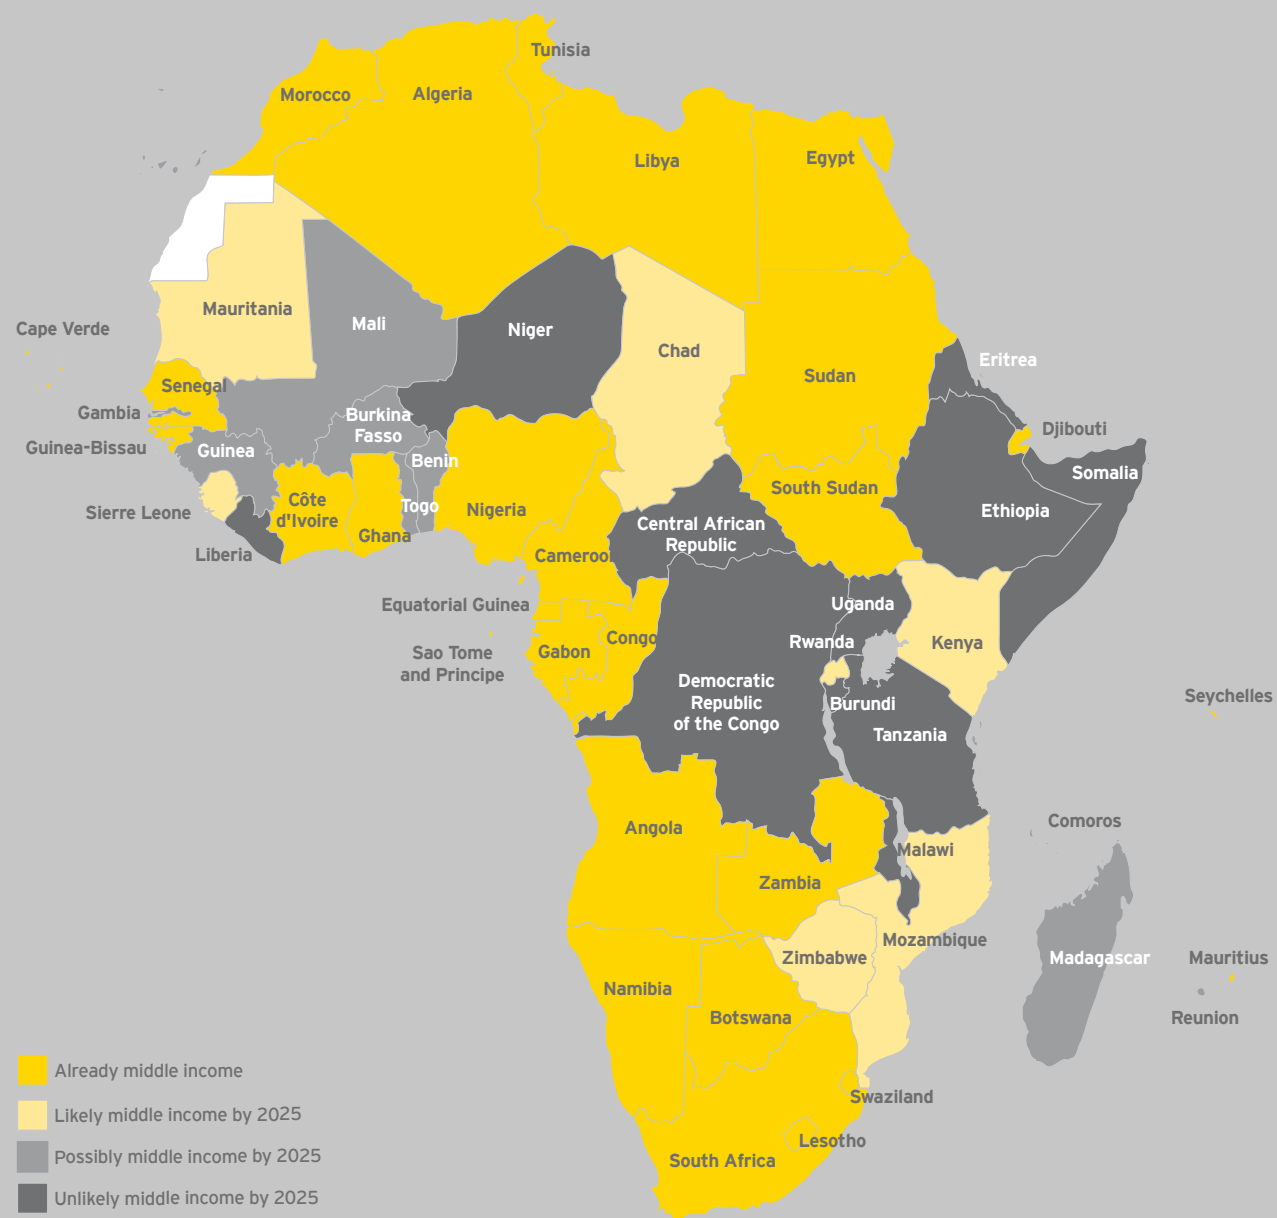 Tunisia
Morocco
Algeria
Libya
Egypt
Mauritania
Mali
Niger
Cape Verde
Chad
Eritrea
Sudan
Senegal
Gambia
Burkina
Fasso
Djibouti
Guinea-Bissau
Guinea
Benin
Somalia
South Sudan
Côte
d'Ivoire
Togo
Nigeria
Ethiopia
Sierre Leone
Central African
Republic
Ghana
Liberia
Cameroon
Equatorial Guinea
Uganda
Congo
Rwanda
Kenya
Gabon
Sao Tome
and Principe
Democratic
Republic
of the Congo
Seychelles
Burundi
Tanzania
Comoros
Angola
Malawi
Zambia
Mozambique
Zimbabwe
Madagascar
Mauritius
Namibia
Botswana
Reunion
Already middle income
Swaziland
Likely middle income by 2025
Lesotho
Possibly middle income by 2025
South Africa
Unlikely middle income by 2025